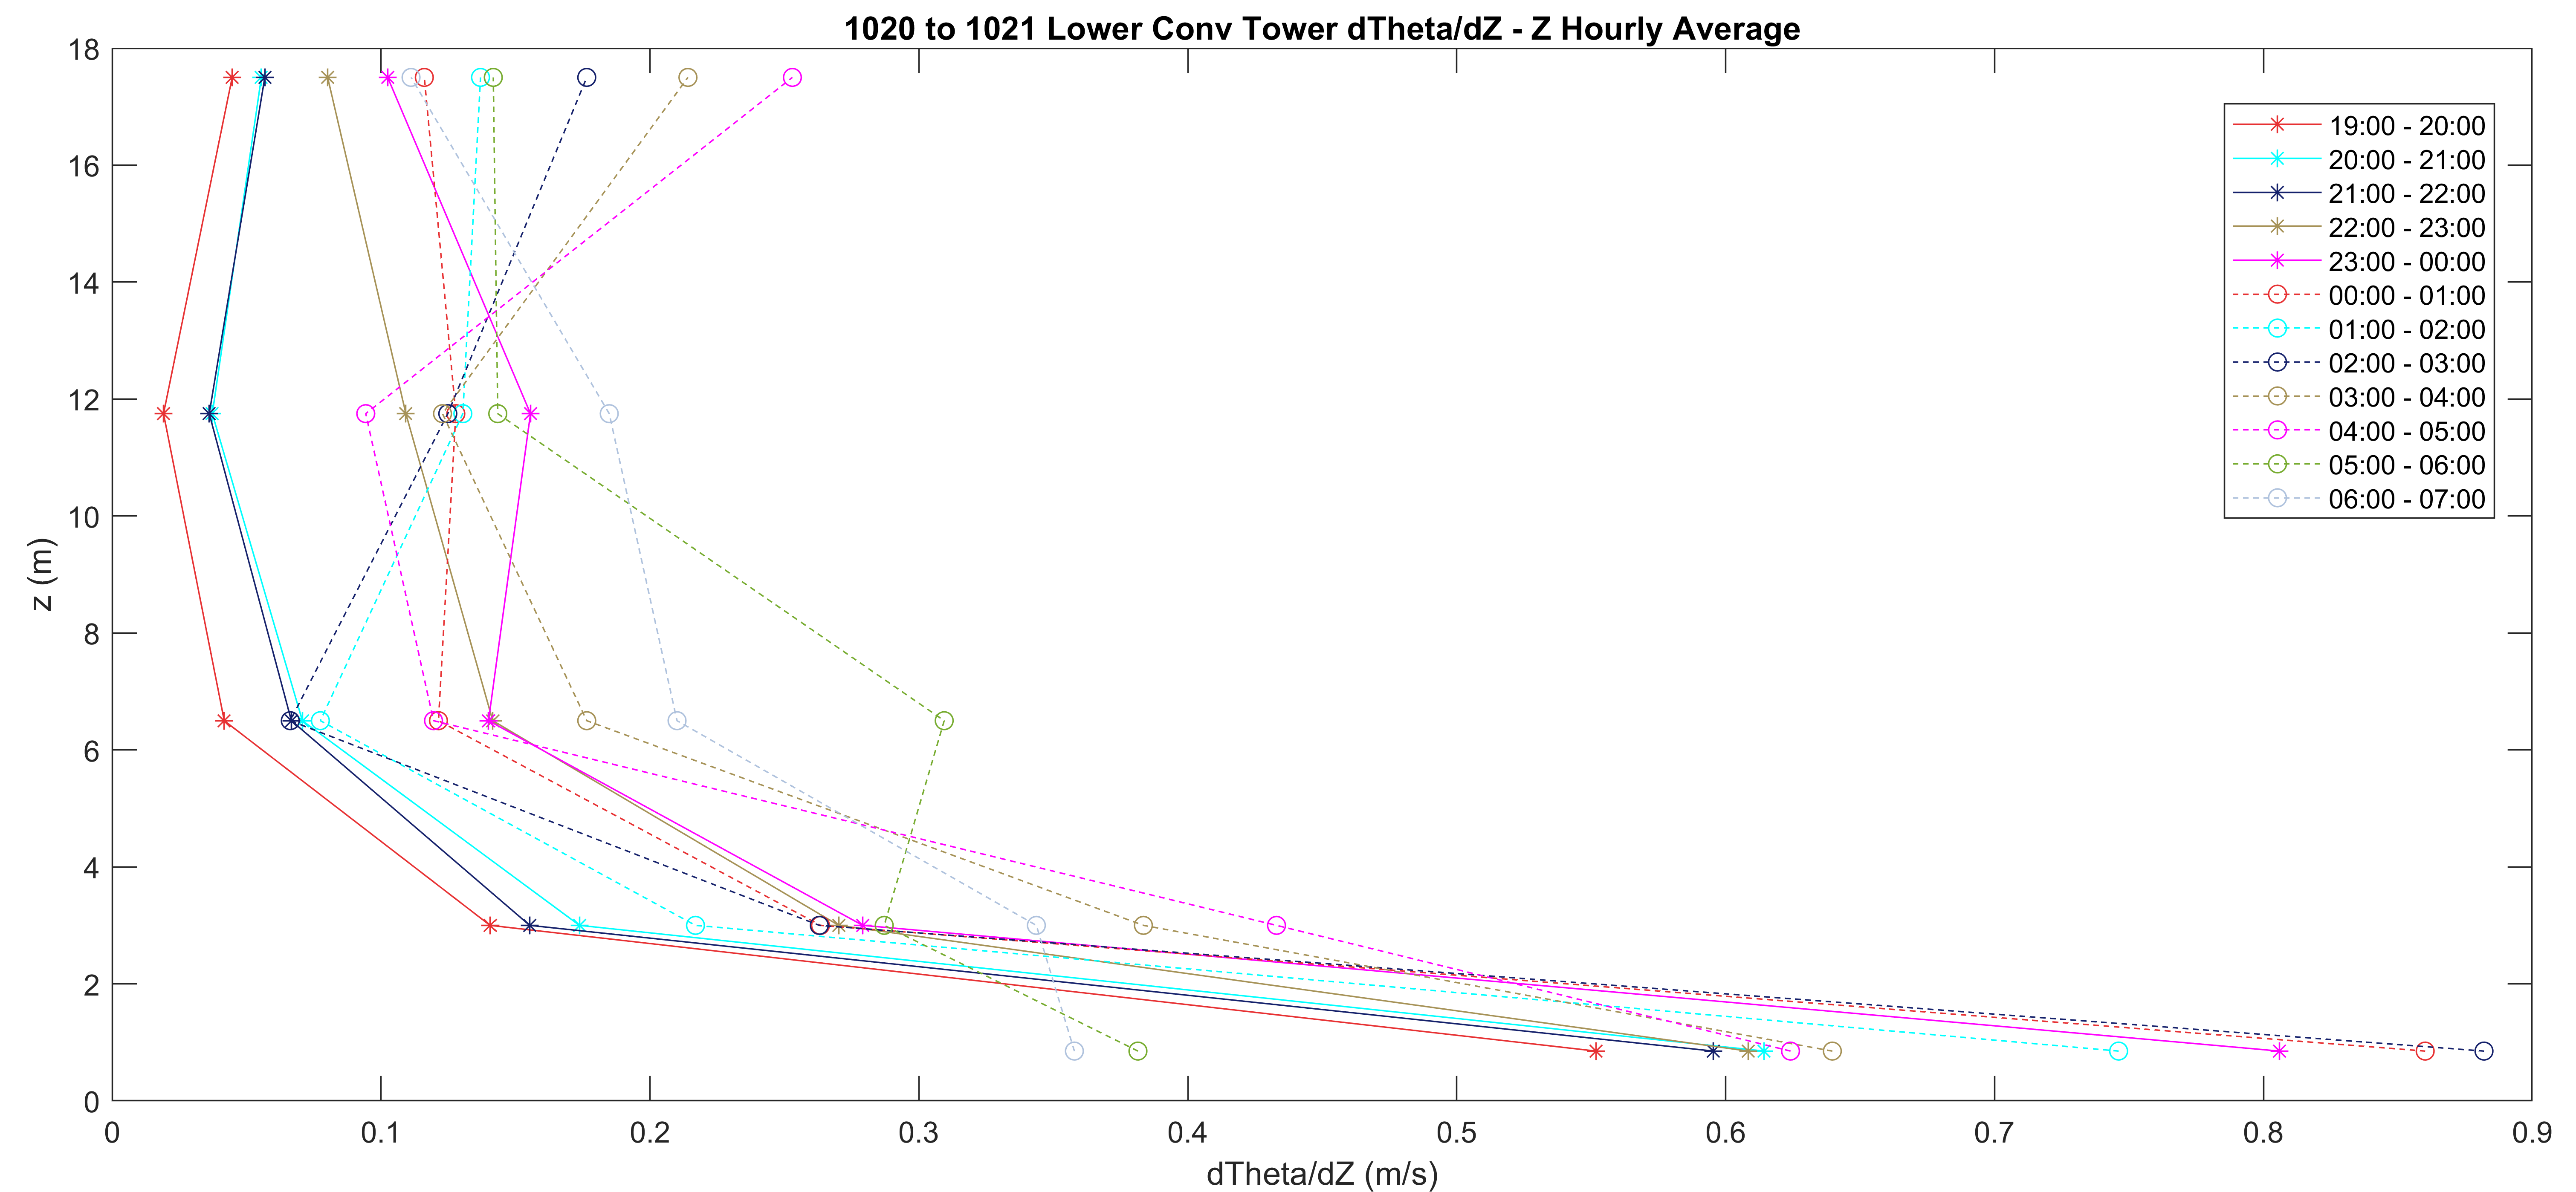 1020 to 1021 Lower Conv Tower dTheta/dZ - Z Hourly Average
18
16
14
12
10
8
6
4
2
0
z (m)
0 0.1 0.2 0.3 0.4 0.5 0.6 0.7 0.8 0.9
dTheta/dZ (m/s)
19:00 - 20:00
20:00 - 21:00
21:00 - 22:00
22:00 - 23:00
23:00 - 00:00
00:00 - 01:00
01:00 - 02:00
02:00 - 03:00
03:00 - 04:00
04:00 - 05:00
05:00 - 06:00
06:00 - 07:00